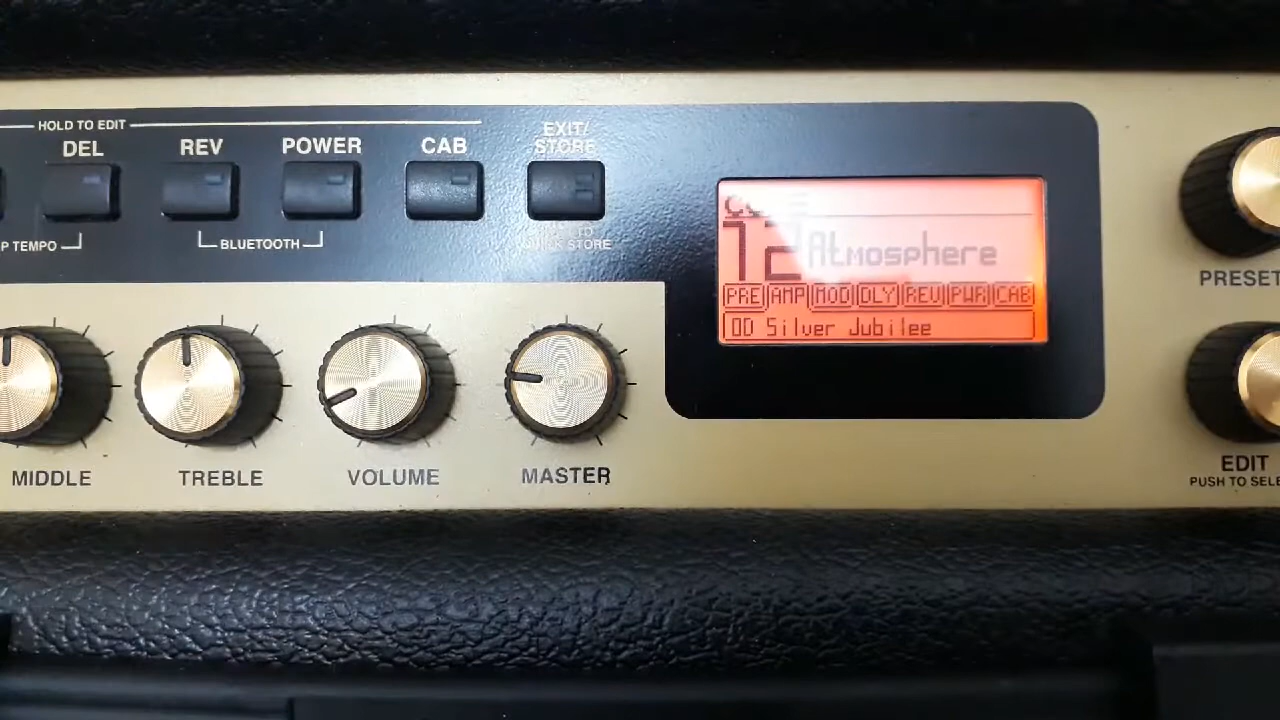 HOLD TO EDIT
DEL REV POWER CAB EXIT/
STORE
P TEMPO BLUETOOTH
STORE
12 Atmosphere
PRE AMP MOD DLY REV PWR CAB
OD Silver Jubilee
PRESET
MIDDLE TREBLE VOLUME MASTER
EDIT
PUSH TO SELE